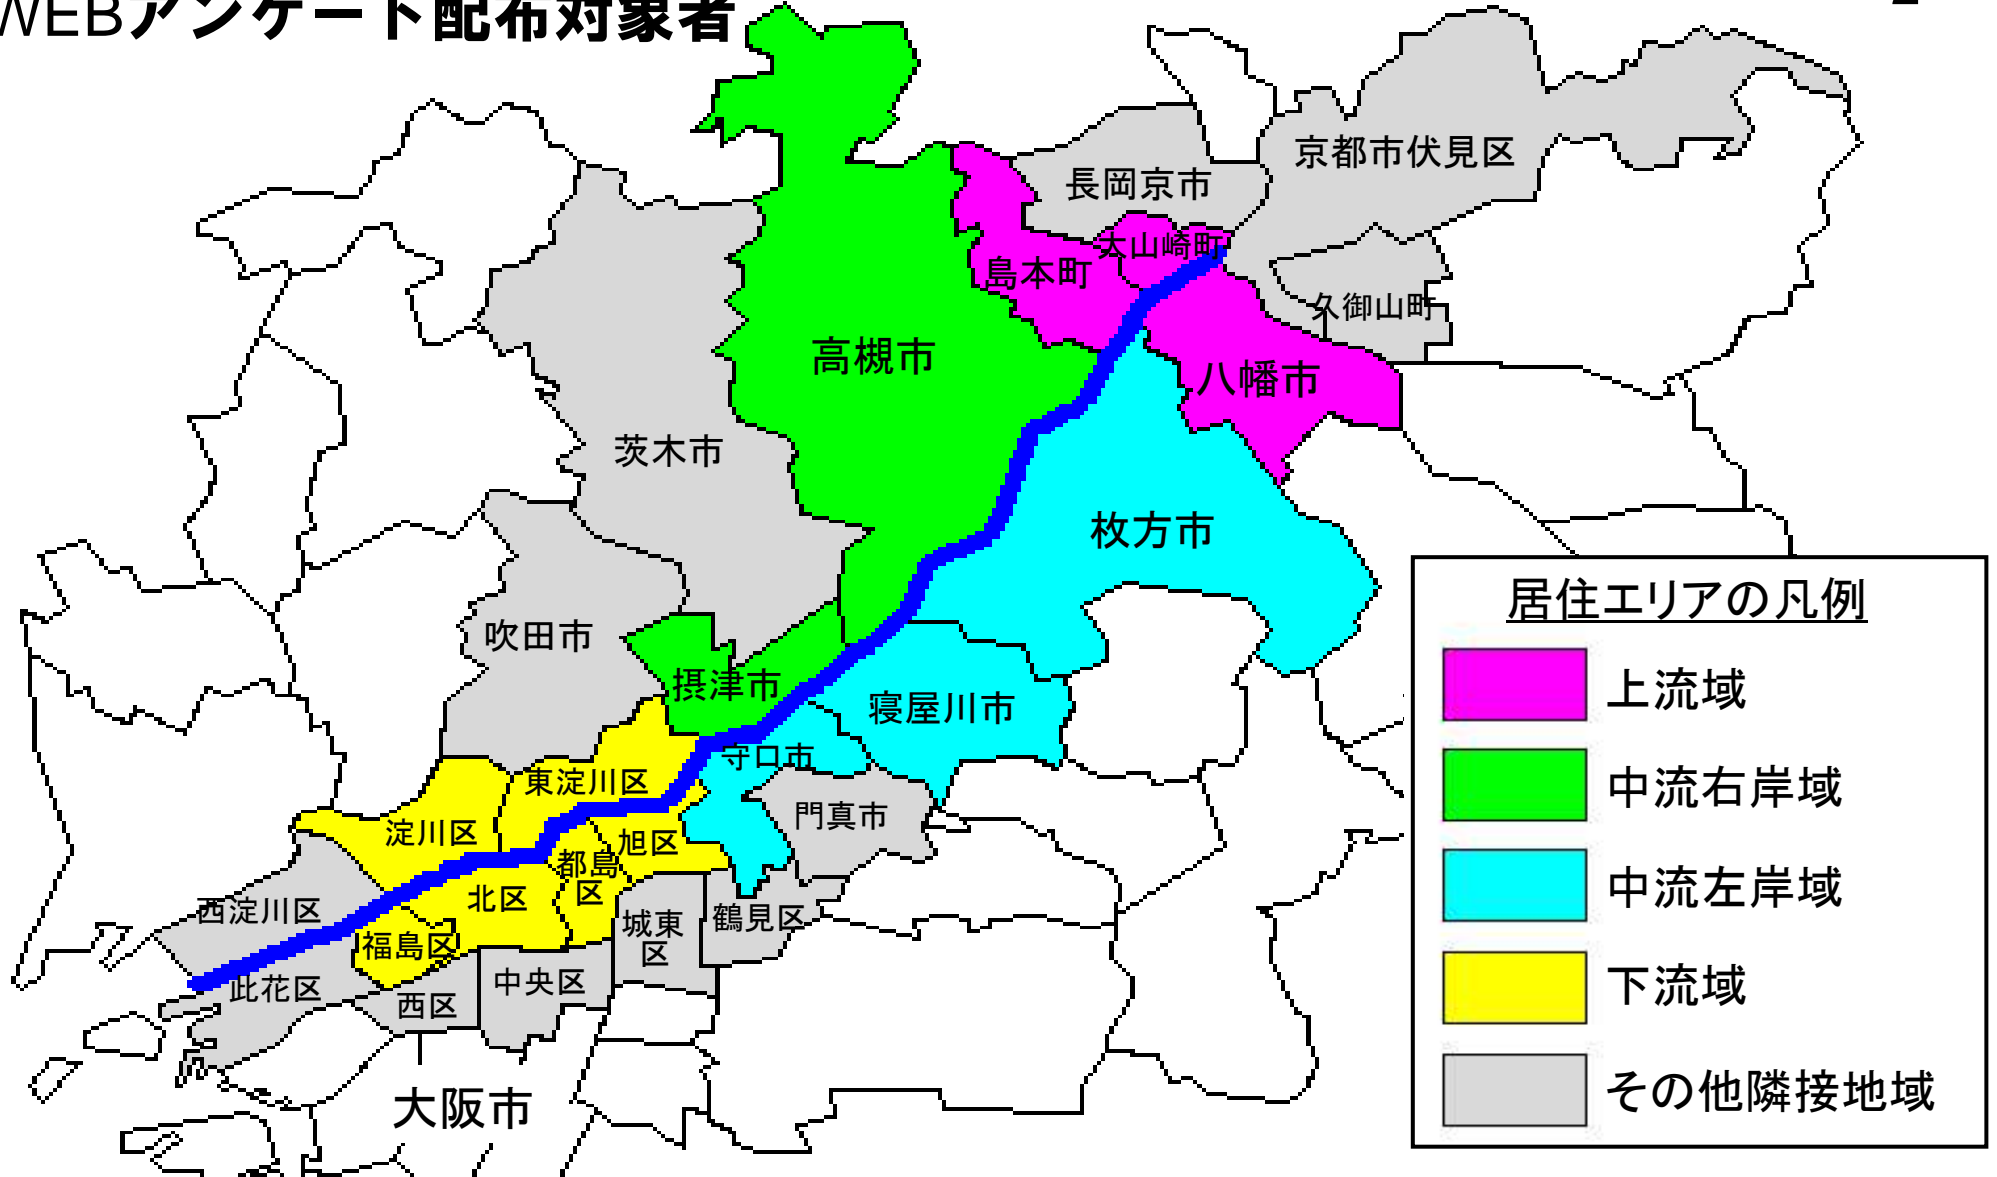 WEBアンケート配布対象者
京都市伏見区
長岡京市
大山崎町
島本町
久御山町
高槻市
八幡市
茨木市
枚方市
吹田市
摂津市
寝屋川市
守口市
東淀川区
門真市
淀川区
旭区
都島
区
北区
西淀川区
城東
区
鶴見区
福島区
中央区
此花区
西区
大阪市
居住エリアの凡例
上流域
中流右岸域
中流左岸域
下流域
その他隣接地域